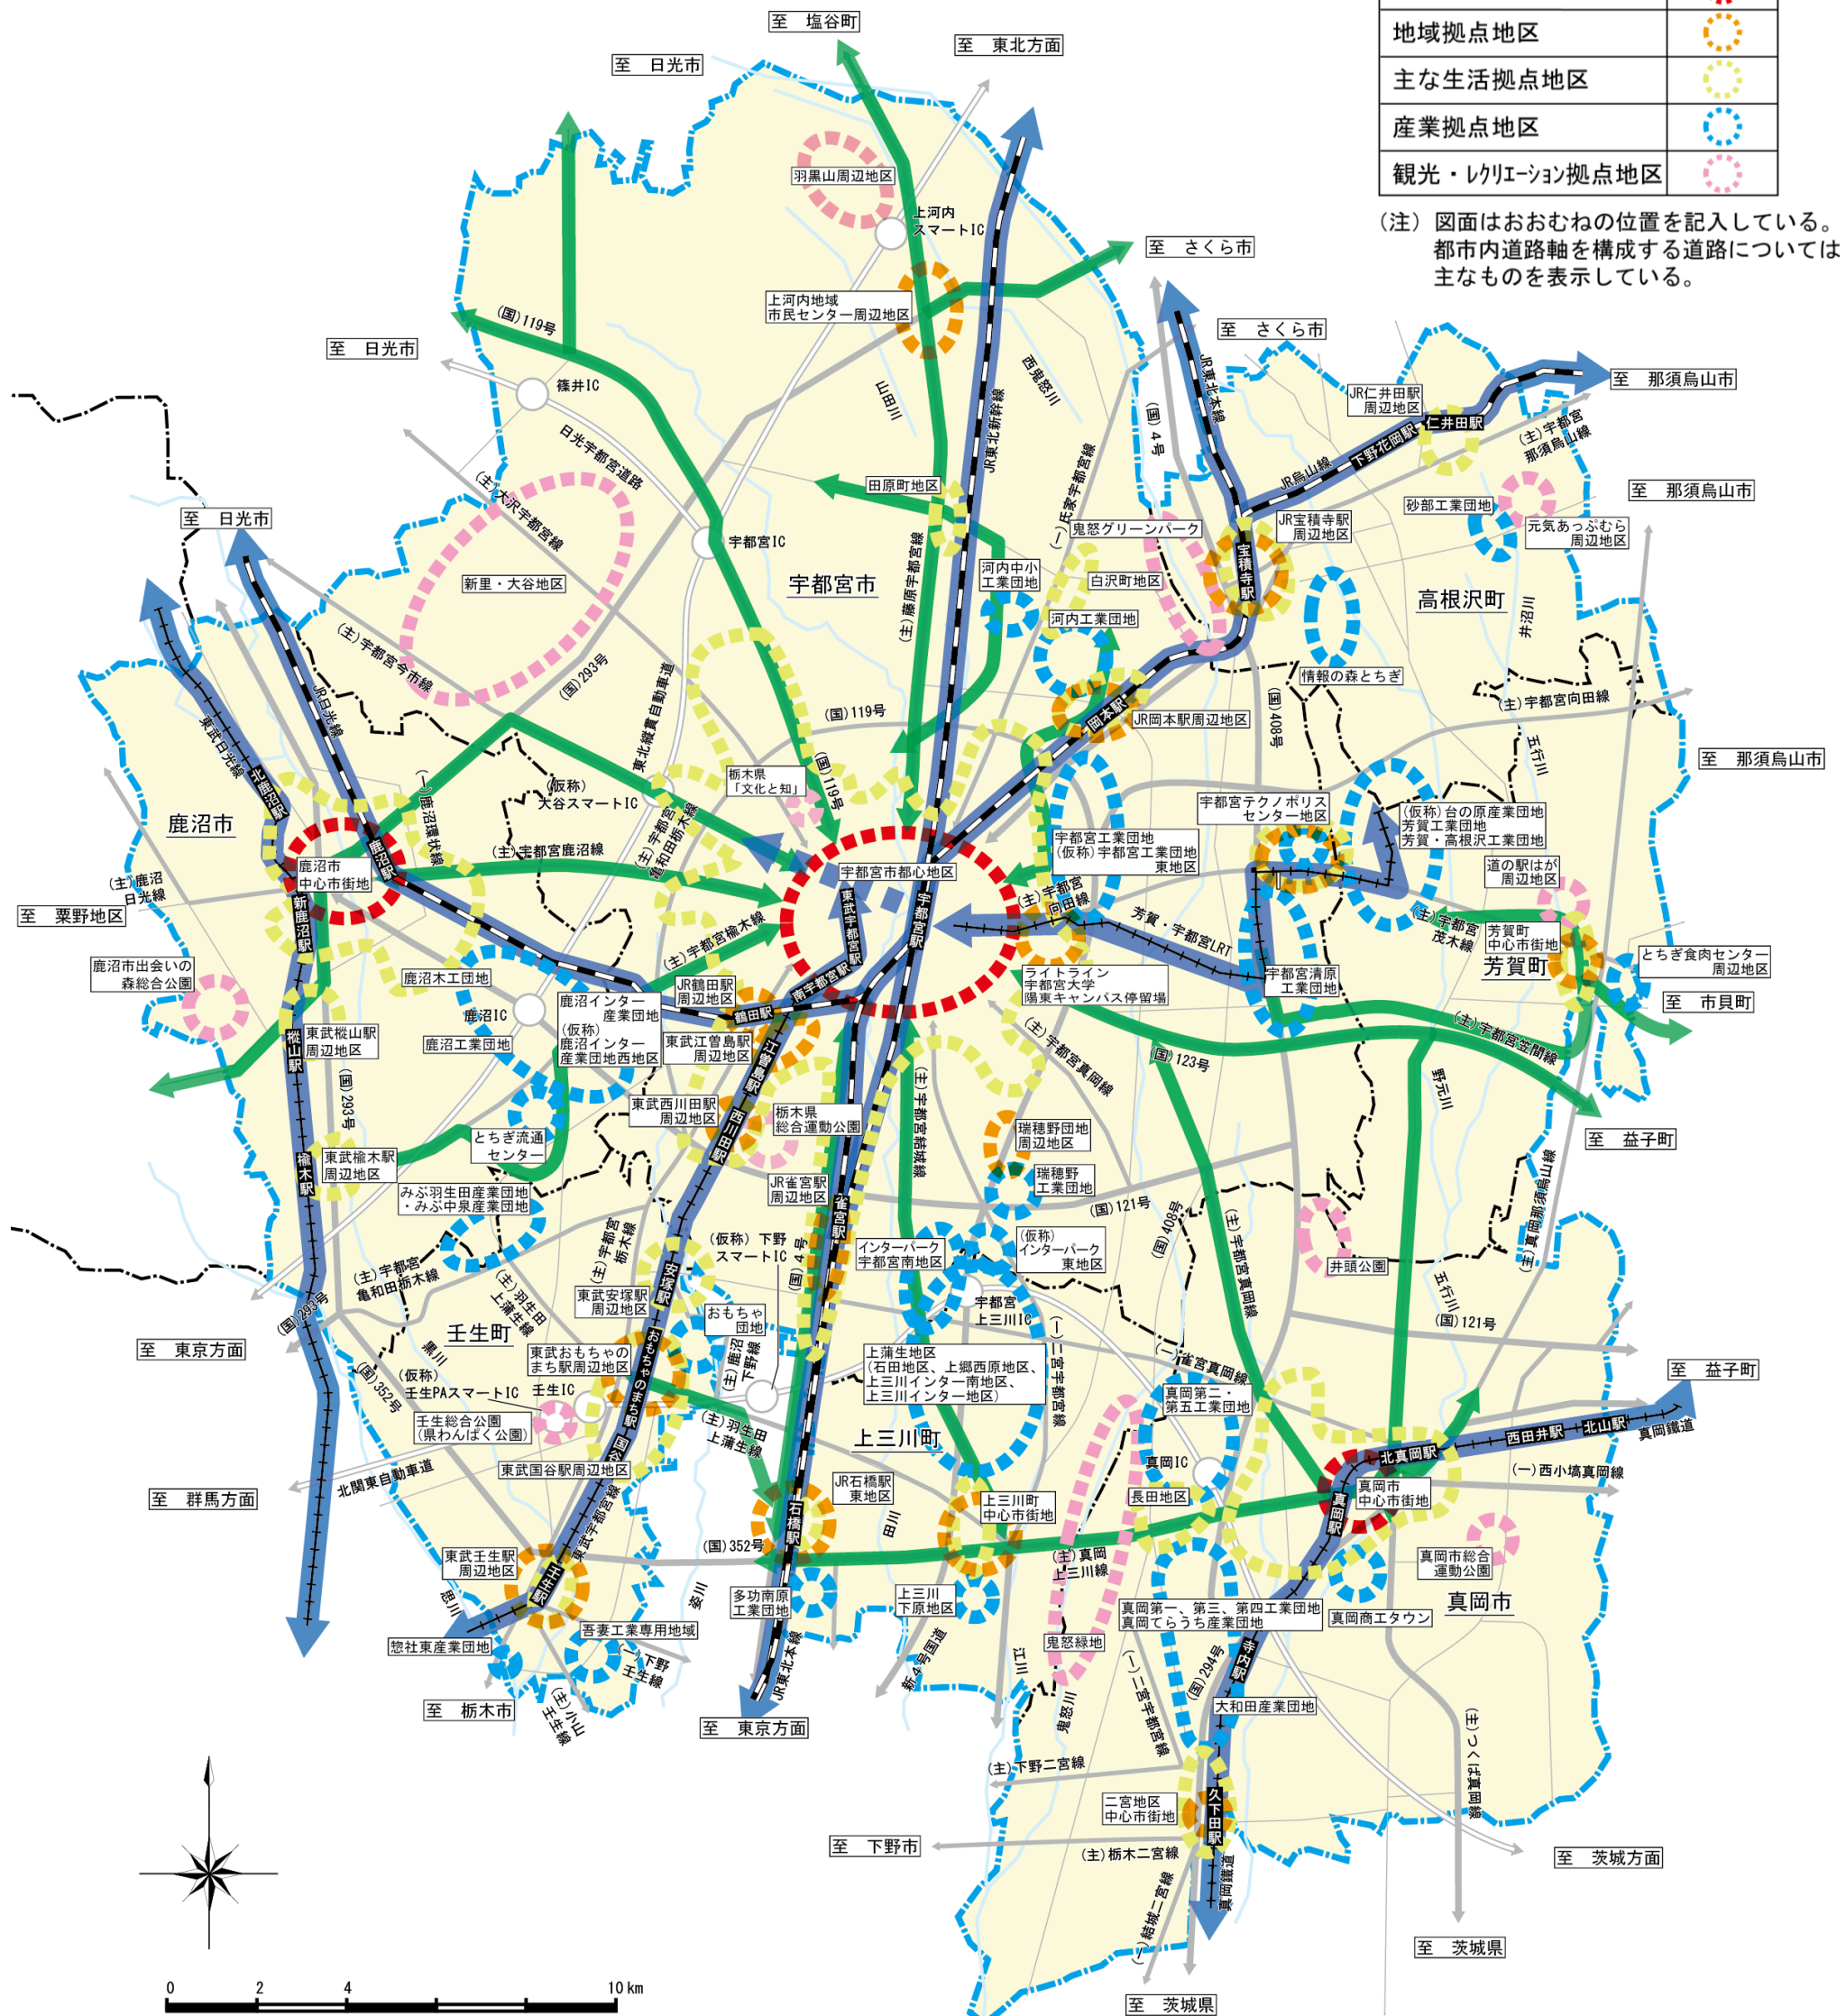 至 塩谷町
至 東北方面
至 日光市
地域拠点地区
主な生活拠点地区
産業拠点地区
観光・レクリエーション拠点地区
(注) 図面はおおむねの位置を記入している。
都市内道路軸を構成する道路については
主なものを表示している。
羽黒山周辺地区
上河内
スマートIC
至 さくら市
上河内地域
市民センター周辺地区
(国)119号
至 日光市
篠井IC
日光宇都宮道路
山田川
西鬼怒川
JR東北新幹線
(国)4号
JR東北本線
至 さくら市
至 那須烏山市
JR仁井田駅
周辺地区
仁井田駅
下野花岡駅
JR烏山線
(主)宇都宮
那須烏山線
至 那須烏山市
砂部工業団地
元気あっぷむら
周辺地区
(主)大沢宇都宮線
至 日光市
田原町地区
(一)氏家宇都宮線
鬼怒グリーンパーク
JR宝積寺駅
周辺地区
宝積寺駅
宇都宮IC
新里・大谷地区
宇都宮市
(主)藤原宇都宮線
河内中小
工業団地
白沢町地区
河内工業団地
高根沢町
井沼川
情報の森とちぎ
(主)宇都宮向田線
(主)宇都宮今市線
(国)293号
東北縦貫自動車道
(国)119号
岡本駅
JR岡本駅周辺地区
(国)408号
五行川
至 那須烏山市
JR日光線
東武日光線
北鹿沼駅
(一)鹿沼環状線
(仮称)
大谷スマートIC
栃木県
「文化と知」
(国)119号
(主)宇都宮
亀和田栃木線
鹿沼市
鹿沼駅
(主)宇都宮鹿沼線
鹿沼市
中心市街地
(主)鹿沼
日光線
至 粟野地区
新鹿沼駅
宇都宮市都心地区
東武宇都宮駅
宇都宮駅
宇都宮工業団地
(仮称)宇都宮工業団地
東地区
宇都宮テクノポリス
センター地区
(仮称)台の原産業団地
芳賀工業団地
芳賀・高根沢工業団地
道の駅はが
周辺地区
(主)宇都宮
向田線
芳賀・宇都宮LRT
(主)宇都宮
茂木線
芳賀町
中心市街地
芳賀町
とちぎ食肉センター
周辺地区
至 市貝町
鹿沼市出会いの
森総合公園
鹿沼木工団地
(主)宇都宮楡木線
JR鶴田駅
周辺地区
南宇都宮駅
鶴田駅
ライトライン
宇都宮大学
陽東キャンパス停留場
宇都宮清原
工業団地
鹿沼IC
鹿沼インター
産業団地
(仮称)
鹿沼インター
産業団地西地区
東武樅山駅
周辺地区
樅山駅
鹿沼工業団地
東武江曽島駅
周辺地区
江曽島駅
(主)宇都宮真岡線
(国)123号
(主)宇都宮笠間線
(国)293号
野元川
至 益子町
東武西川田駅
周辺地区
西川田駅
栃木県
総合運動公園
(主)宇都宮結城線
瑞穂野団地
周辺地区
とちぎ流通
センター
東武楡木駅
周辺地区
楡木駅
みぶ羽生田産業団地
・みぶ中泉産業団地
JR雀宮駅
周辺地区
雀宮駅
瑞穂野
工業団地
(国)121号
(国)408号
(主)宇都宮真岡線
(主)真岡那須烏山線
井頭公園
五行川
(主)宇都宮
栃木線
(仮称)下野
スマートIC
(国)4号
インターパーク
宇都宮南地区
(仮称)
インターパーク
東地区
(主)宇都宮
亀和田栃木線
(主)羽生田
上蒲生線
(国)293号
至 東京方面
安塚駅
東武安塚駅
周辺地区
おもちゃ
団地
宇都宮
上三川IC
(国)121号
壬生町
黒川
東武おもちゃの
まち駅周辺地区
おもちゃのまち駅
(主)鹿沼
下野線
上蒲生地区
(石田地区、上郷西原地区、
上三川インター南地区、
上三川インター地区)
(一)二宮宇都宮線
(一)雀宮真岡線
至 益子町
(国)352号
(仮称)
壬生PAスマートIC
壬生IC
壬生総合公園
(県わんぱく公園)
(主)羽生田
上蒲生線
上三川町
真岡第二・
第五工業団地
北真岡駅
西田井駅
北山駅
真岡鐵道
国谷駅
東武国谷駅周辺地区
北関東自動車道
至 群馬方面
東武宇都宮線
JR石橋駅
東地区
石橋駅
真岡IC
長田地区
真岡市
中心市街地
真岡駅
(一)西小塙真岡線
上三川町
中心市街地
田川
(国)352号
東武壬生駅
周辺地区
壬生駅
(主)真岡
上三川線
真岡市総合
運動公園
真岡市
思川
姿川
多功南原
工業団地
上三川
下原地区
真岡第一、第三、第四工業団地
真岡てらうち産業団地
真岡商工タウン
惣社東産業団地
吾妻工業専用地域
(一)下野
壬生線
鬼怒緑地
寺内駅
至 栃木市
(主)小山
壬生線
JR東北本線
至 東京方面
新4号国道
江川
鬼怒川
(一)二宮宇都宮線
(国)294号
大和田産業団地
(主)つくば真岡線
(主)下野二宮線
二宮地区
中心市街地
久下田駅
至 下野市
(主)栃木二宮線
真岡鐵道
至 茨城方面
(一)結城二宮線
至 茨城県
至 茨城県
0 2 4 10km